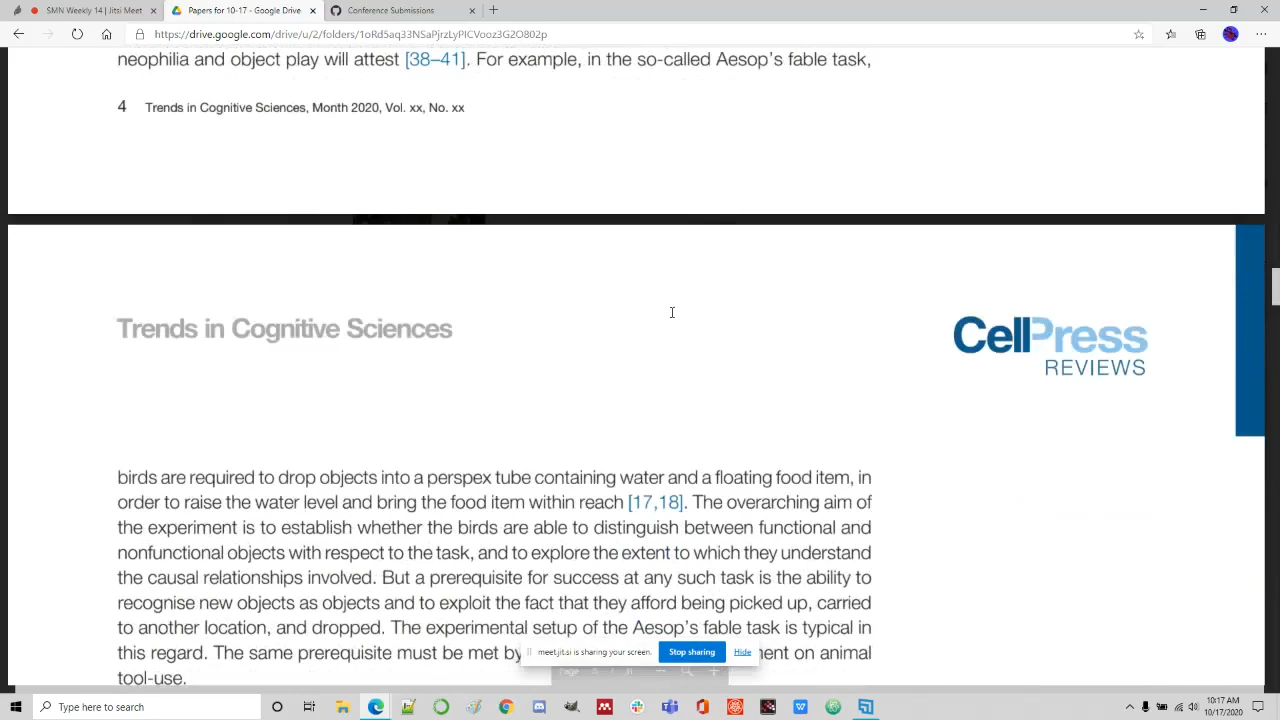 SMN Weekly 14 | Jitsi Meet
Papers for 10-17 - Google Drive
Conference Submissions
https://drive.google.com/drive/u/2/folders/1oRd5aq33NSaPjrzLyPICVooz3G2OC02p
neophilia and object play will attest [38–41]. For example, in the so-called Aesop's fable task,
4 Trends in Cognitive Sciences, Month 2020, Vol. xx, No. xx
Trends in Cognitive Sciences
CellPress
REVIEWS
birds are required to drop objects into a perspex tube containing water and a floating food item, in
order to raise the water level and bring the food item within reach [17,18]. The overarching aim of
the experiment is to establish whether the birds are able to distinguish between functional and
nonfunctional objects with respect to the task, and to explore the extent to which they understand
the causal relationships involved. But a prerequisite for success at any such task is the ability to
recognise new objects as objects and to exploit the fact that they afford being picked up, carried
to another location, and dropped. The experimental setup of the Aesop's fable task is typical in
this regard. The same prerequisite must be met by
ent on animal
meet.jit.si is sharing your screen. Stop sharing Hide
tool-use.
Page
Type here to search
10:17 AM
10/17/2020